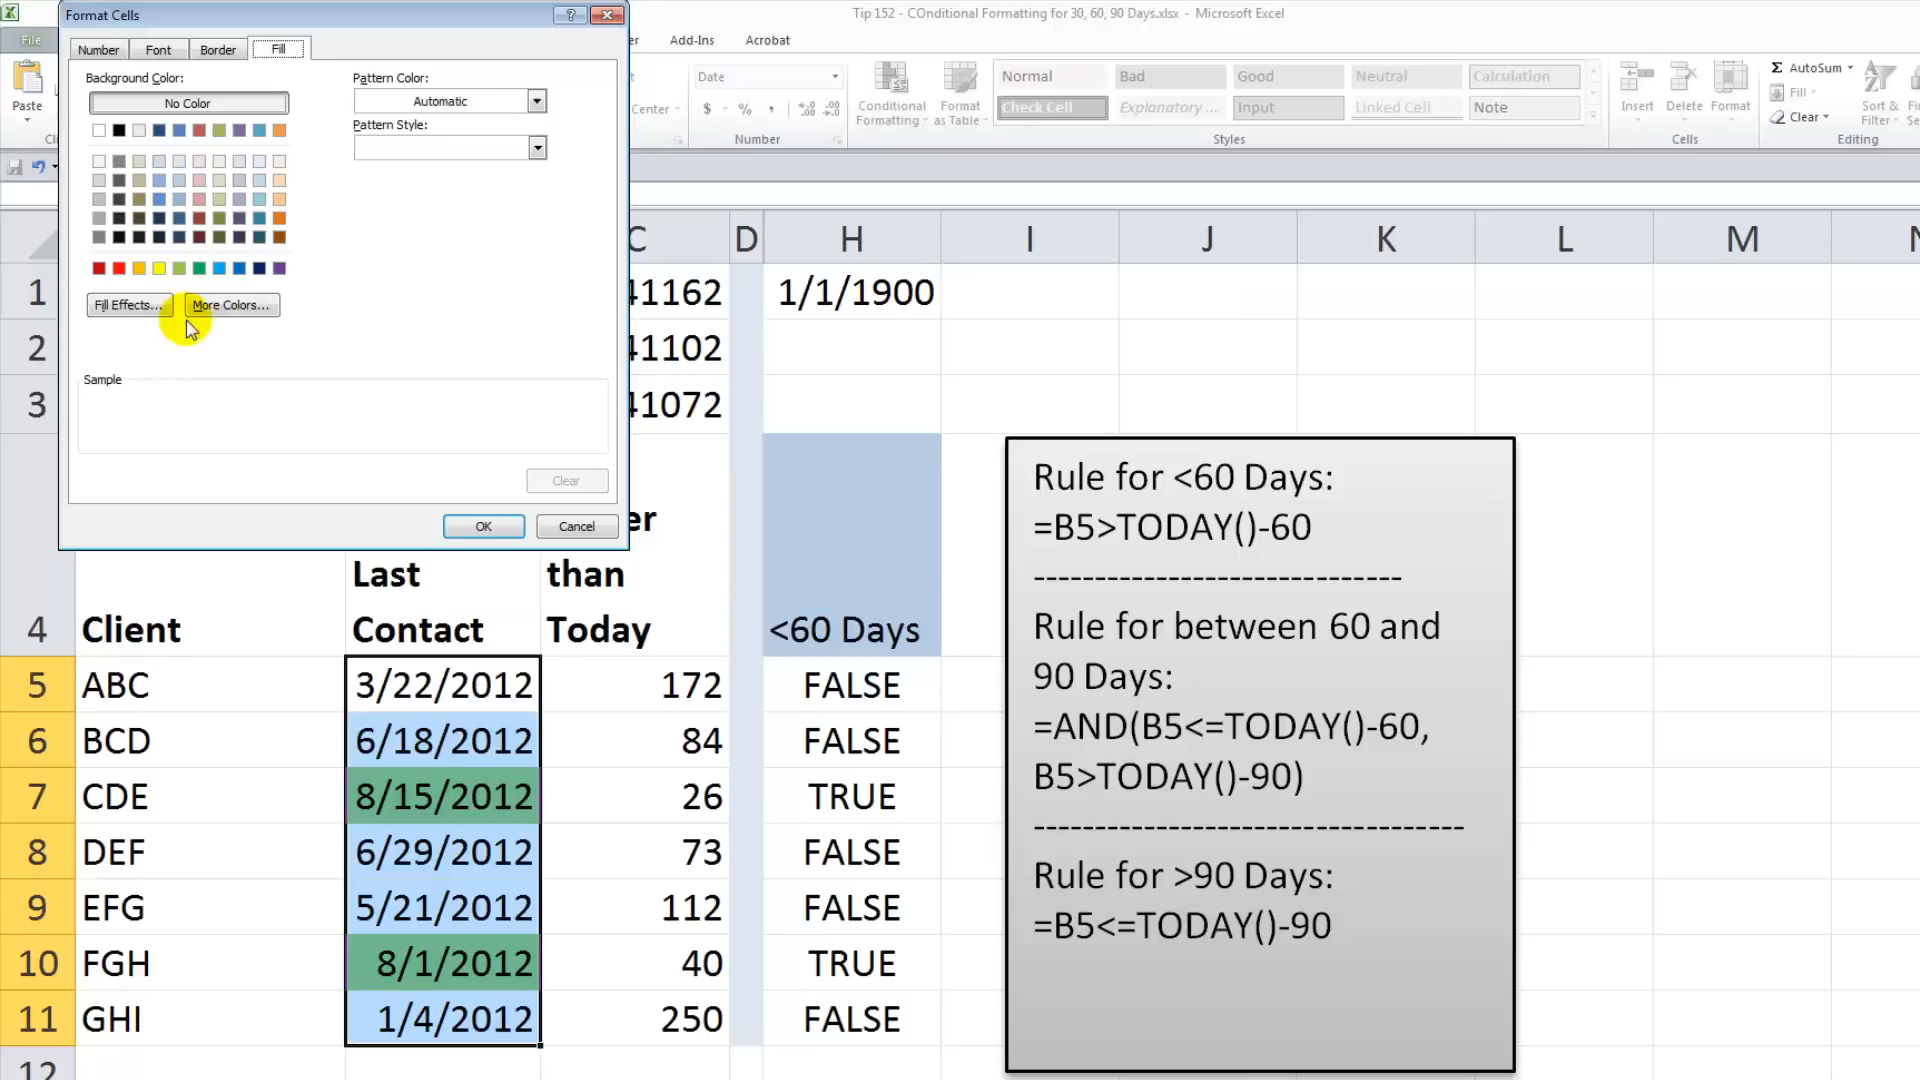 Format Cells
Tip 152 - COnditional Formatting for 30, 60, 90 Days.xlsx - Microsoft Excel
File
Add-Ins
Acrobat
Number
Font
Border
Fill
Background Color:
No Color
Pattern Color:
Automatic
Pattern Style:
Fill Effects...
More Colors...
Sample
Clear
OK
Cancel
Paste
Center
Date
$ % ,
Number
Conditional
Formatting
Format
as Table
Normal
Bad
Good
Neutral
Calculation
Check Cell
Explanatory ...
Input
Linked Cell
Note
Styles
Insert
Delete
Format
Cells
Σ AutoSum
Fill
Clear
Sort &
Filter
Editing
C D H I J K L M
1 41162 1/1/1900
2 41102
3 41072
4 Client
Last
Contact
er
than
Today
<60 Days
5 ABC 3/22/2012 172 FALSE
6 BCD 6/18/2012 84 FALSE
7 CDE 8/15/2012 26 TRUE
8 DEF 6/29/2012 73 FALSE
9 EFG 5/21/2012 112 FALSE
10 FGH 8/1/2012 40 TRUE
11 GHI 1/4/2012 250 FALSE
12
Rule for <60 Days:
=B5>TODAY()-60
------------------------------
Rule for between 60 and
90 Days:
=AND(B5<=TODAY()-60,
B5>TODAY()-90)
-----------------------------------
Rule for >90 Days:
=B5<=TODAY()-90